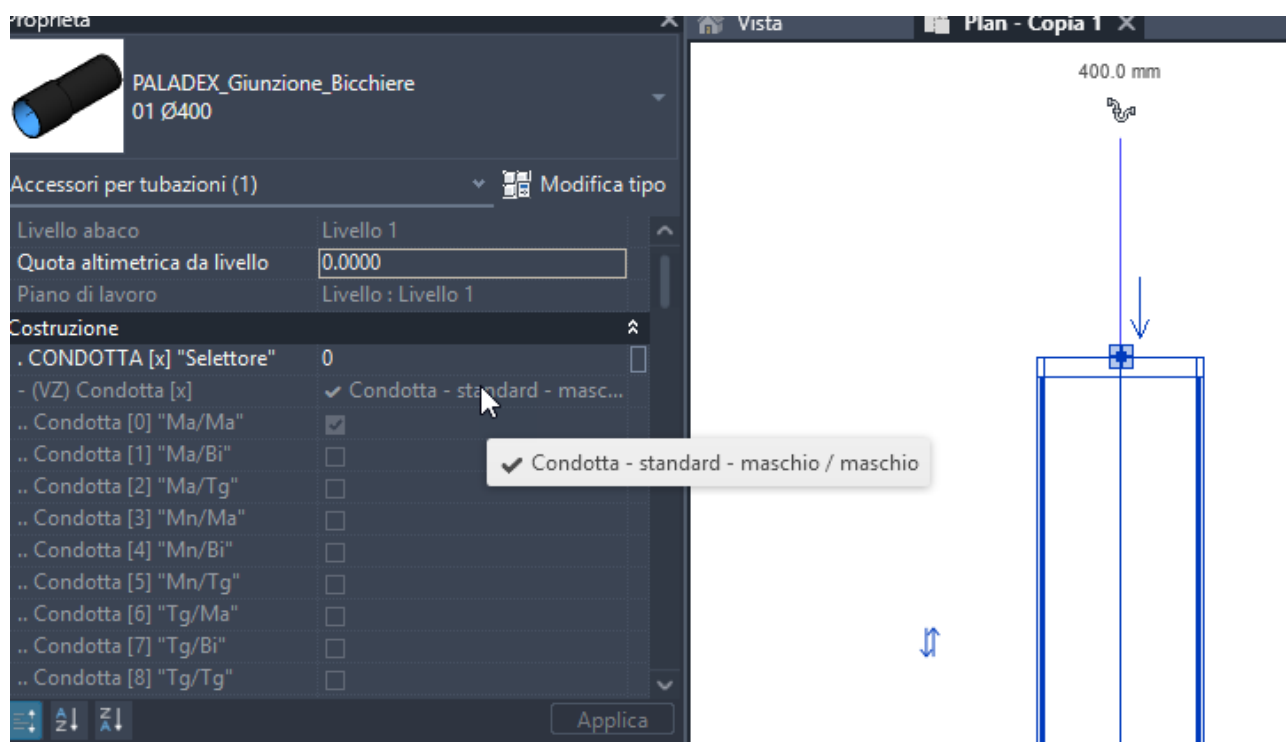 Proprietà
PALADEX_Giunzione_Bicchiere
01 Ø400
Accessori per tubazioni (1)
Modifica tipo
Livello abaco Livello 1
Quota altimetrica da livello 0.0000
Piano di lavoro Livello : Livello 1
Costruzione
. CONDOTTA [x] "Selettore" 0
- (VZ) Condotta [x] ✔ Condotta - standard - masc...
.. Condotta [0] "Ma/Ma"
.. Condotta [1] "Ma/Bi"
.. Condotta [2] "Ma/Tg"
.. Condotta [3] "Mn/Ma"
.. Condotta [4] "Mn/Bi"
.. Condotta [5] "Mn/Tg"
.. Condotta [6] "Tg/Ma"
.. Condotta [7] "Tg/Bi"
.. Condotta [8] "Tg/Tg"
Applica
✔ Condotta - standard - maschio / maschio
Vista
Plan - Copia 1
400.0 mm